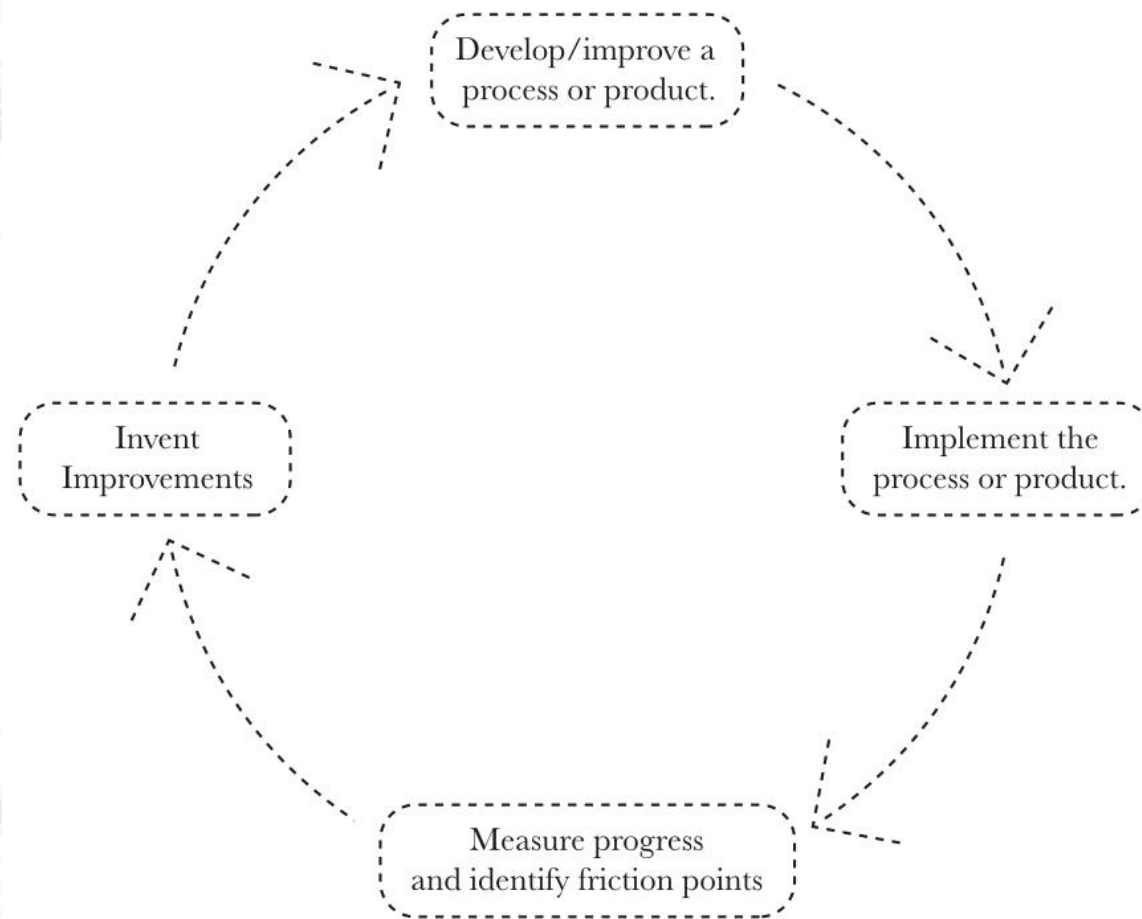 Develop/improve a
process or product.
Implement the
process or product.
Measure progress
and identify friction points
Invent
Improvements